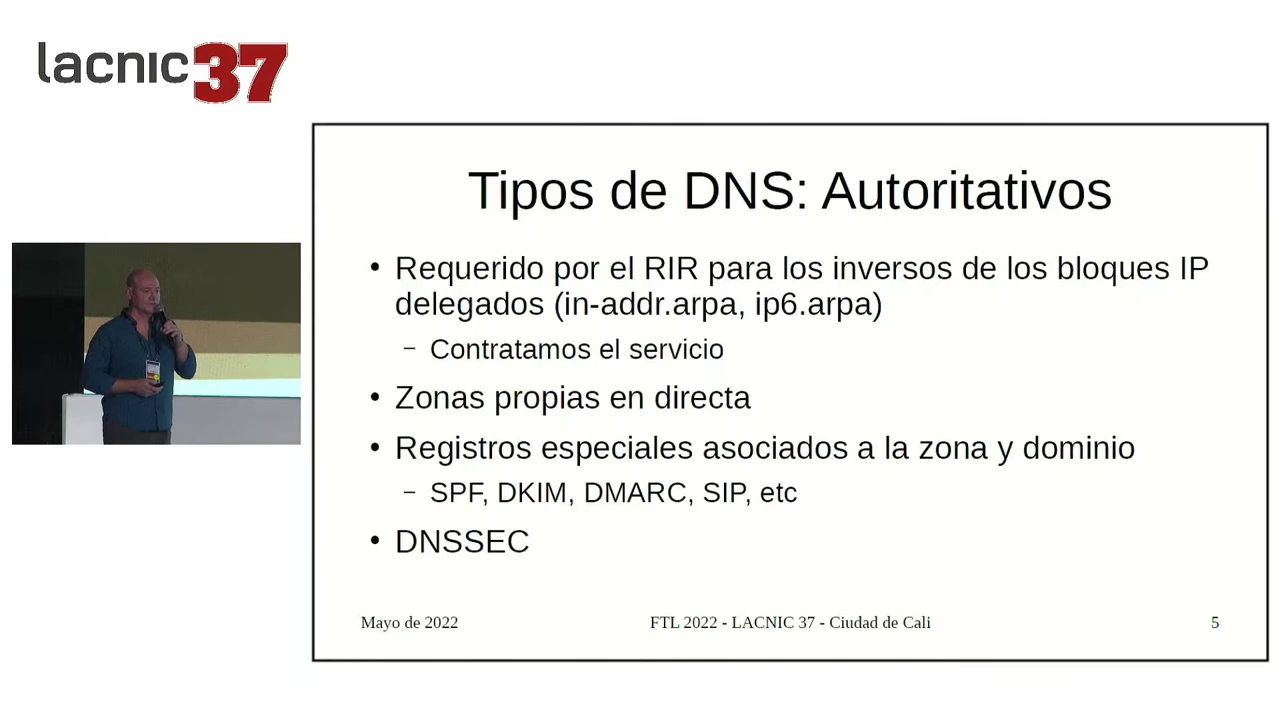 lacnic37
Tipos de DNS: Autoritativos
• Requerido por el RIR para los inversos de los bloques IP
delegados (in-addr.arpa, ip6.arpa)
– Contratamos el servicio
• Zonas propias en directa
• Registros especiales asociados a la zona y dominio
– SPF, DKIM, DMARC, SIP, etc
• DNSSEC
Mayo de 2022
FTL 2022 - LACNIC 37 - Ciudad de Cali
5